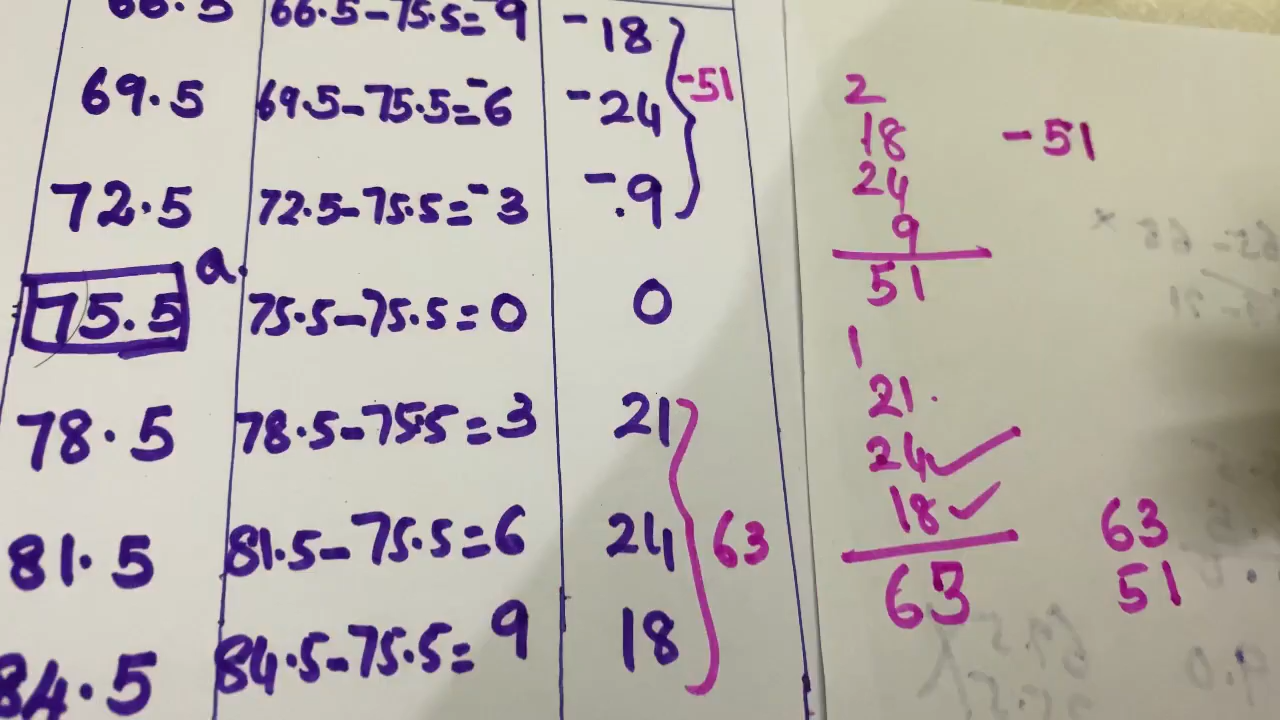 66.5 66.5-75.5=-9 -18
69.5 69.5-75.5=-6 -24 -51
72.5 72.5-75.5=-3 -.9
75.5 a. 75.5-75.5=0 0
78.5 78.5-75.5=3 21
81.5 81.5-75.5=6 24 63
84.5 84.5-75.5=9 18
2
18 -51
24
9
51
1
21.
24 ✓
18 ✓ 63
63 51